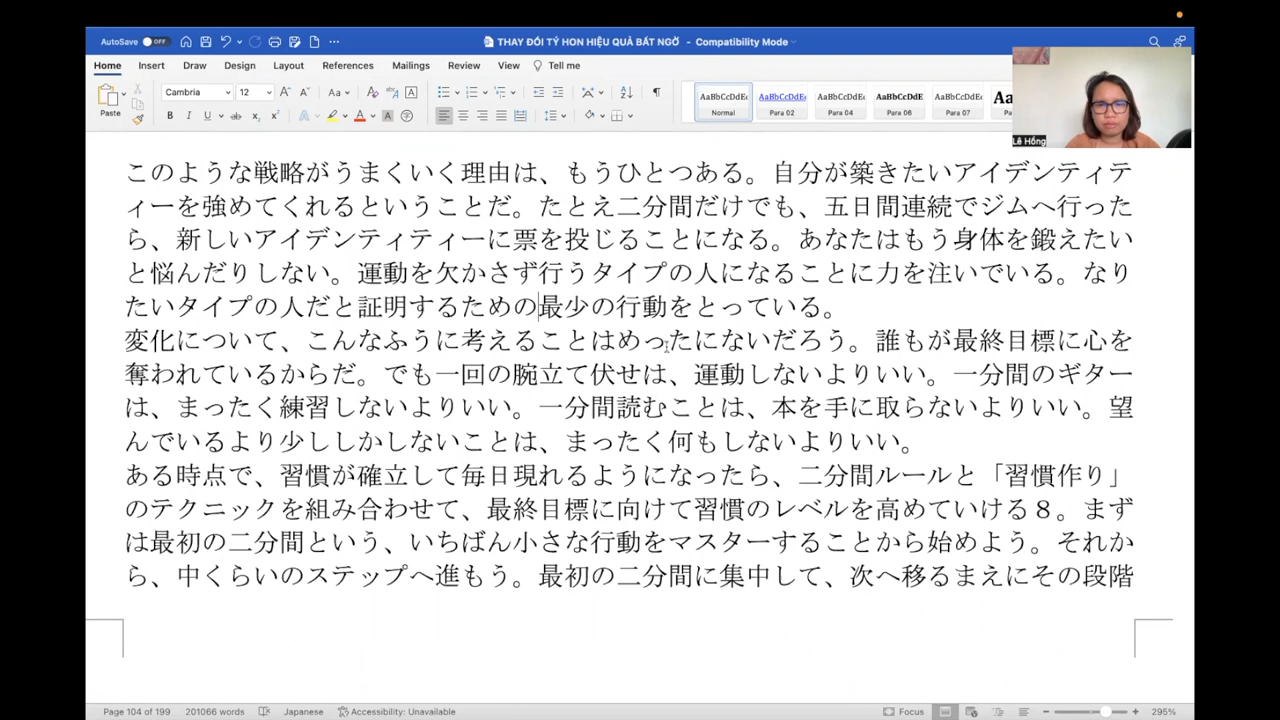 AutoSave OFF THAY ĐỔI TÝ HON HIỆU QUẢ BẤT NGỜ - Compatibility Mode
Home Insert Draw Design Layout References Mailings Review View Tell me
Paste Cambria 12 AaBbCcDdEe Normal AaBbCcDdEe Para 02 AaBbCcDdEe Para 04 AaBbCcDdE Para 06 AaBbCcDdEe Para 07
Lê Hồng
このような戦略がうまくいく理由は、もうひとつある。自分が築きたいアイデンティテ
ィーを強めてくれるということだ。たとえ二分間だけでも、五日間連続でジムへ行った
ら、新しいアイデンティティーに票を投じることになる。あなたはもう身体を鍛えたい
と悩んだりしない。運動を欠かさず行うタイプの人になることに力を注いでいる。なり
たいタイプの人だと証明するための最少の行動をとっている。
変化について、こんなふうに考えることはめったにないだろう。誰もが最終目標に心を
奪われているからだ。でも一回の腕立て伏せは、運動しないよりいい。一分間のギター
は、まったく練習しないよりいい。一分間読むことは、本を手に取らないよりいい。望
んでいるより少ししかしないことは、まったく何もしないよりいい。
ある時点で、習慣が確立して毎日現れるようになったら、二分間ルールと「習慣作り」
のテクニックを組み合わせて、最終目標に向けて習慣のレベルを高めていける８。まず
は最初の二分間という、いちばん小さな行動をマスターすることから始めよう。それか
ら、中くらいのステップへ進もう。最初の二分間に集中して、次へ移るまえにその段階
Page 104 of 199 201066 words Japanese Accessibility: Unavailable Focus 295%